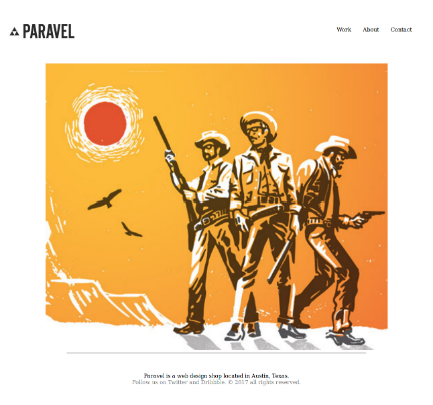 PARAVEL
Work About Contact
Paravel is a web design shop located in Austin, Texas.
Follow us on Twitter and Dribbble. © 2017 all rights reserved.